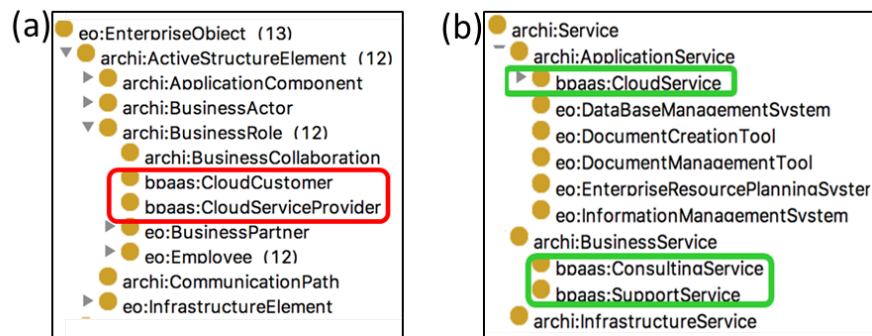 (a)
eo:EnterpriseObject (13)
archi:ActiveStructureElement (12)
archi:ApplicationComponent
archi:BusinessActor
archi:BusinessRole (12)
archi:BusinessCollaboration
bpaas:CloudCustomer
bpaas:CloudServiceProvider
eo:BusinessPartner
eo:Employee (12)
archi:CommunicationPath
eo:InfrastructureElement
(b)
archi:Service
archi:ApplicationService
bpaas:CloudService
eo:DataBaseManagementSystem
eo:DocumentCreationTool
eo:DocumentManagementTool
eo:EnterpriseResourcePlanningSyster
eo:InformationManagementSystem
archi:BusinessService
bpaas:ConsultingService
bpaas:SupportService
archi:InfrastructureService